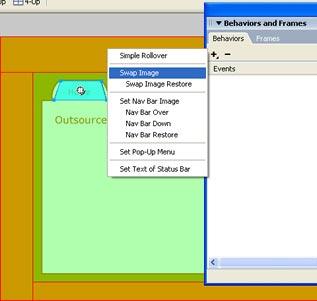 4-Up
Behaviors and Frames
Behaviors
Frames
Events
Simple Rollover
Swap Image
Swap Image Restore
Set Nav Bar Image
Nav Bar Over
Nav Bar Down
Nav Bar Restore
Set Pop-Up Menu
Set Text of Status Bar
Outsource